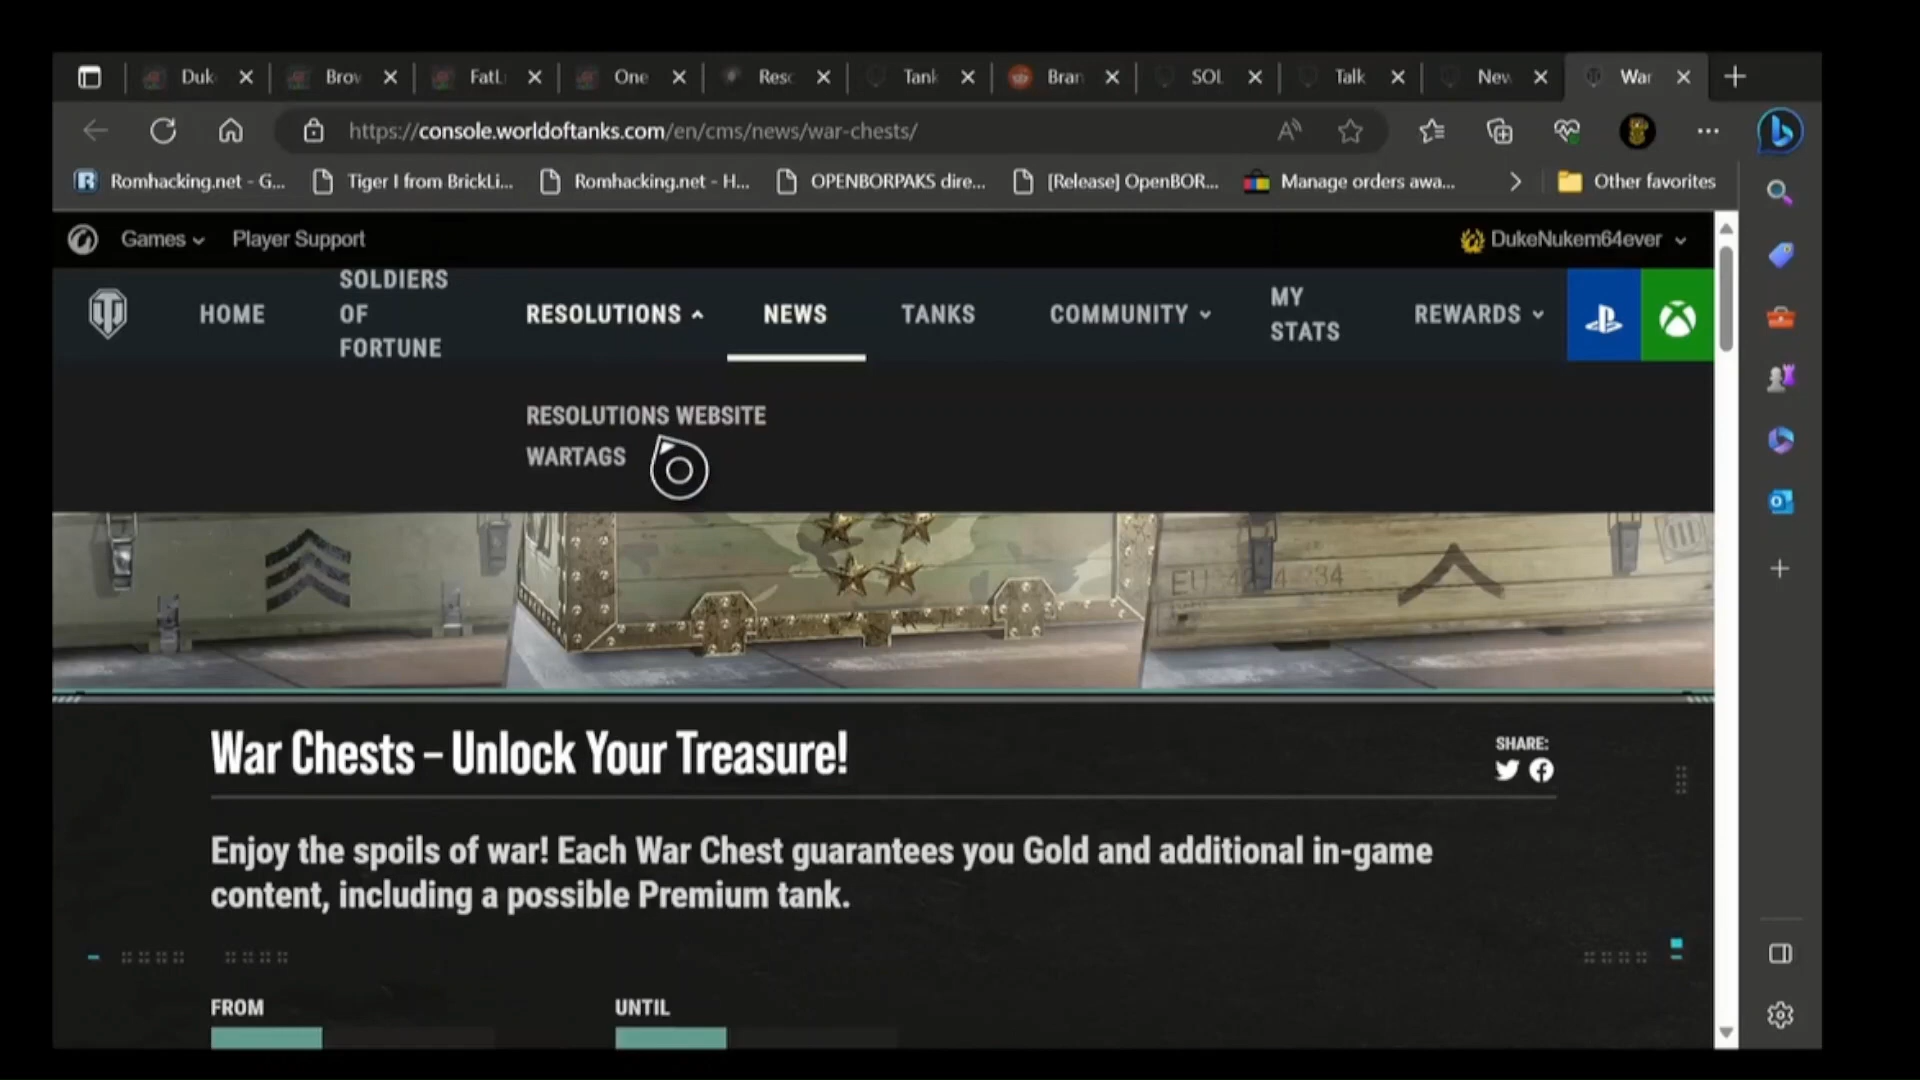 Duk
Brov
FatL
One
Reso
Tank
Bran
SOL
Talk
New
War
https://console.worldoftanks.com/en/cms/news/war-chests/
Romhacking.net - G...
Tiger I from BrickLi...
Romhacking.net - H...
OPENBORPAKS dire...
[Release] OpenBOR...
Manage orders awa...
Other favorites
Games
Player Support
DukeNukem64ever
HOME
SOLDIERS
OF
FORTUNE
RESOLUTIONS
NEWS
TANKS
COMMUNITY
MY
STATS
REWARDS
RESOLUTIONS WEBSITE
WARTAGS
War Chests – Unlock Your Treasure!
SHARE:
Enjoy the spoils of war! Each War Chest guarantees you Gold and additional in-game
content, including a possible Premium tank.
FROM
UNTIL